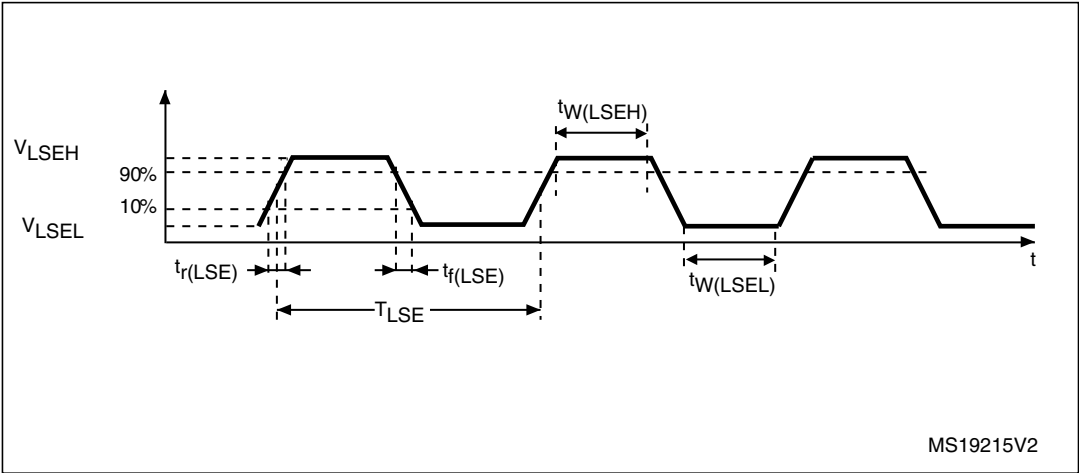 tW(LSEH)
VLSEH
90%
10%
VLSEL
tr(LSE)
tf(LSE)
tW(LSEL)
t
TLSE
MS19215V2